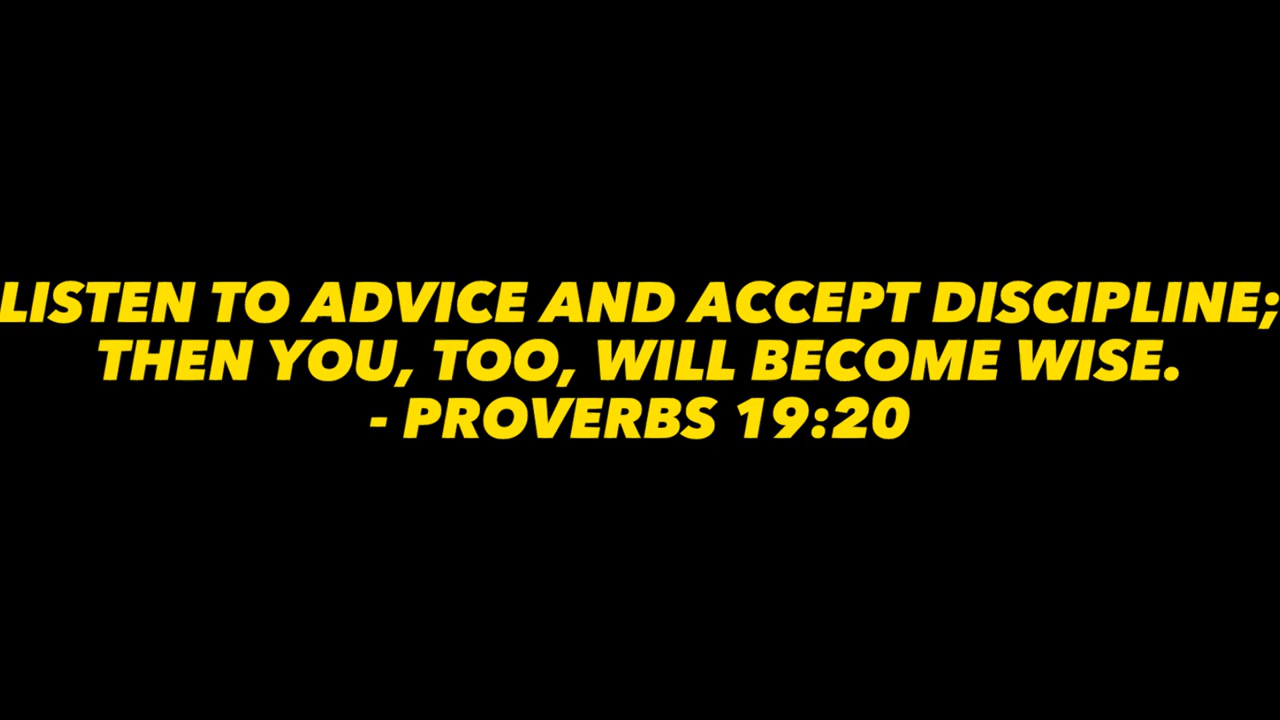 LISTEN TO ADVICE AND ACCEPT DISCIPLINE;
THEN YOU, TOO, WILL BECOME WISE.
- PROVERBS 19:20